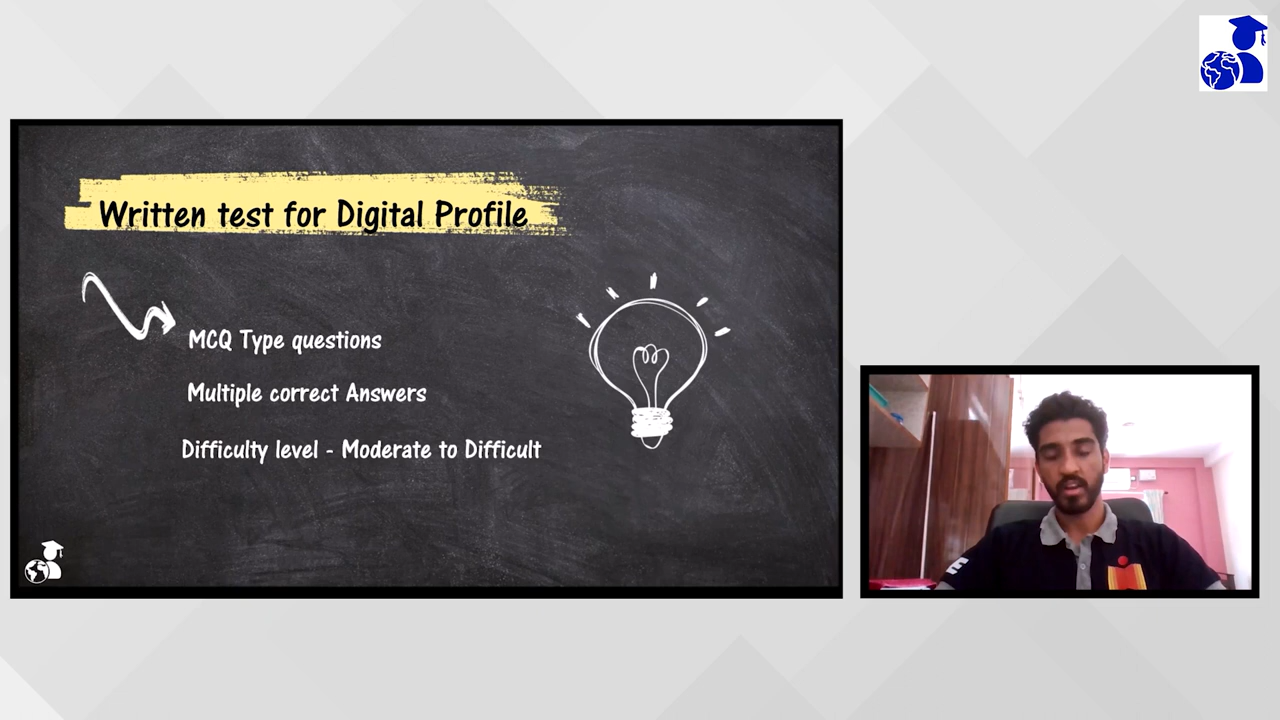 Written test for Digital Profile
MCQ Type questions
Multiple correct Answers
Difficulty level - Moderate to Difficult